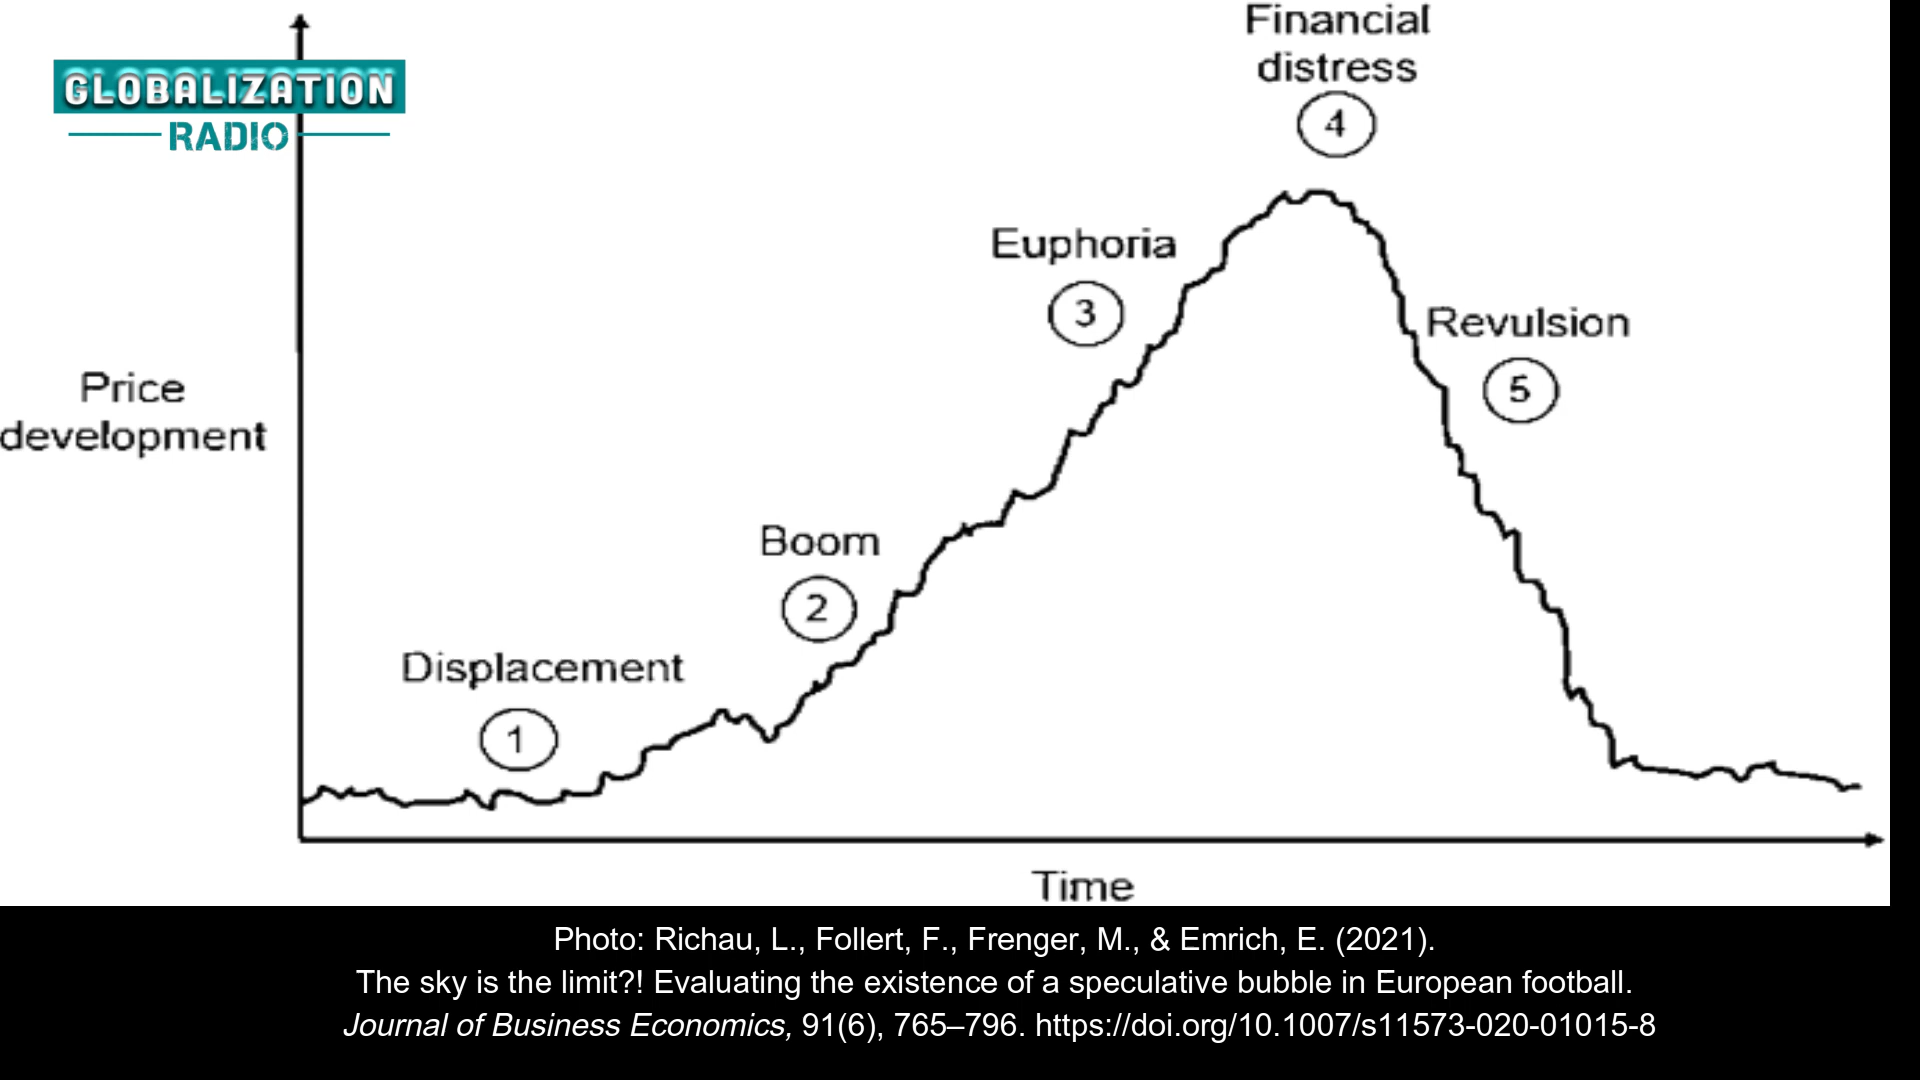 GLOBALIZATION
RADIO
Financial
distress
4
Euphoria
3
Revulsion
5
Price
development
Boom
2
Displacement
1
Time
Photo: Richau, L., Follert, F., Frenger, M., & Emrich, E. (2021).
The sky is the limit?! Evaluating the existence of a speculative bubble in European football.
Journal of Business Economics, 91(6), 765–796. https://doi.org/10.1007/s11573-020-01015-8